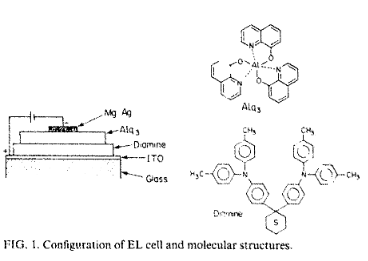 Mg Ag
Alq3
Diamine
ITO
Glass
+
N
O
Al
N
O
N
O
Alq3
CH3
CH3
H3C
N
N
CH3
S
FIG. 1. Configuration of EL cell and molecular structures.